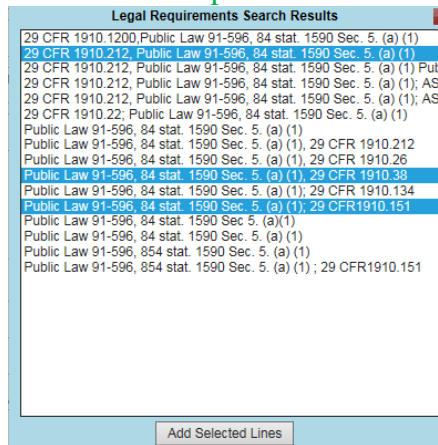 Legal Requirements Search Results
29 CFR 1910.1200,Public Law 91-596, 84 stat. 1590 Sec. 5. (a) (1)
29 CFR 1910.212, Public Law 91-596, 84 stat. 1590 Sec. 5. (a) (1)
29 CFR 1910.212, Public Law 91-596, 84 stat. 1590 Sec. 5. (a) (1) Pu
29 CFR 1910.212, Public Law 91-596, 84 stat. 1590 Sec. 5. (a) (1); AS
29 CFR 1910.212, Public Law 91-596, 84 stat. 1590 Sec. 5. (a) (1); AS
29 CFR 1910.22; Public Law 91-596, 84 stat. 1590 Sec. 5. (a) (1)
Public Law 91-596, 84 stat. 1590 Sec. 5. (a) (1)
Public Law 91-596, 84 stat. 1590 Sec. 5. (a) (1), 29 CFR 1910.212
Public Law 91-596, 84 stat. 1590 Sec. 5. (a) (1), 29 CFR 1910.26
Public Law 91-596, 84 stat. 1590 Sec. 5. (a) (1), 29 CFR 1910.38
Public Law 91-596, 84 stat. 1590 Sec. 5. (a) (1); 29 CFR 1910.134
Public Law 91-596, 84 stat. 1590 Sec. 5. (a) (1); 29 CFR1910.151
Public Law 91-596, 84 stat. 1590 Sec 5. (a)(1)
Public Law 91-596, 84 stat. 1590 Sec. 5. (a) (1)
Public Law 91-596, 854 stat. 1590 Sec. 5. (a) (1)
Public Law 91-596, 854 stat. 1590 Sec. 5. (a) (1) ; 29 CFR1910.151
Add Selected Lines